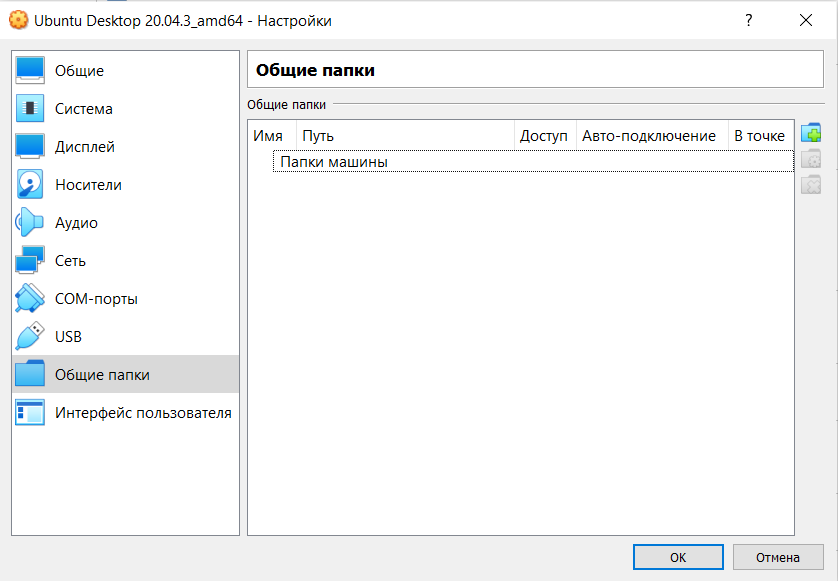 Ubuntu Desktop 20.04.3_amd64 - Настройки ?
Общие
Система
Дисплей
Носители
Аудио
Сеть
COM-порты
USB
Общие папки
Интерфейс пользователя
Общие папки
Общие папки
Имя Путь Доступ Авто-подключение В точке
Папки машины
OK Отмена